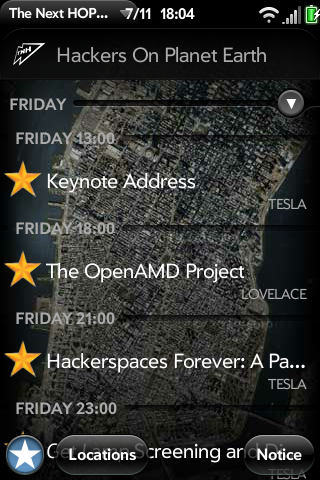 The Next HOP... 7/11 18:04
Hackers On Planet Earth
FRIDAY
FRIDAY 13:00
Keynote Address
TESLA
FRIDAY 18:00
The OpenAMD Project
LOVELACE
FRIDAY 21:00
Hackerspaces Forever: A Pa...
TESLA
FRIDAY 23:00
Screening and
TESLA
Locations
Notice